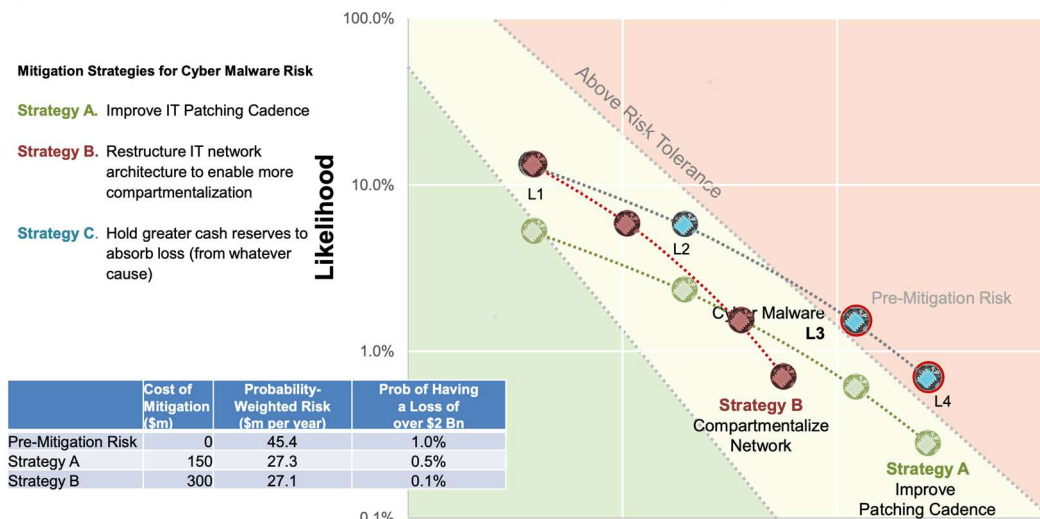 100.0%
Mitigation Strategies for Cyber Malware Risk
Strategy A. Improve IT Patching Cadence
Strategy B. Restructure IT network
architecture to enable more
compartmentalization
Strategy C. Hold greater cash reserves to
absorb loss (from whatever
cause)
Likelihood
10.0%
1.0%
0.1%
Above Risk Tolerance
L1
L2
Pre-Mitigation Risk
Cyber Malware
L3
L4
Strategy B
Compartmentalize
Network
Strategy A
Improve
Patching Cadence
Cost of Mitigation ($m) Probability-Weighted Risk ($m per year) Prob of Having a Loss of over $2 Bn
Pre-Mitigation Risk 0 45.4 1.0%
Strategy A 150 27.3 0.5%
Strategy B 300 27.1 0.1%